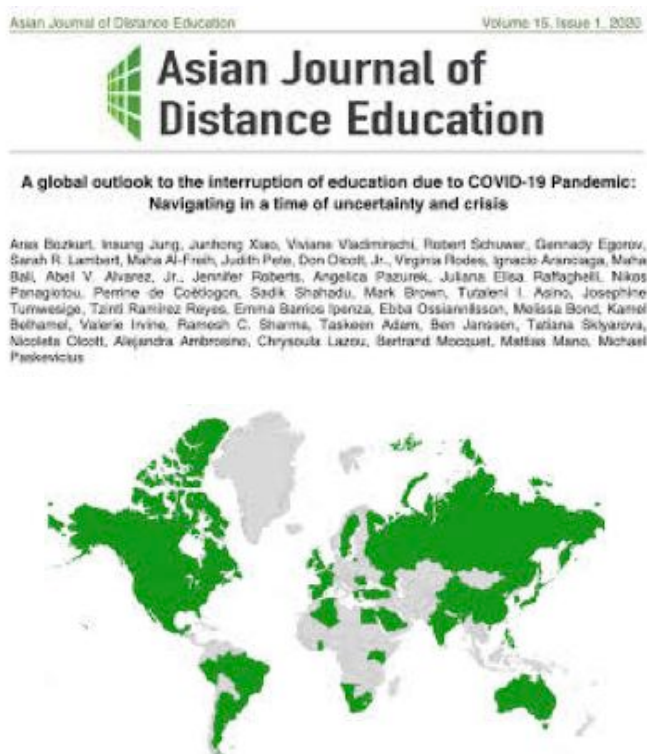 Asian Journal of Distance Education
Volume 15, Issue 1, 2020
Asian Journal of
Distance Education
A global outlook to the interruption of education due to COVID-19 Pandemic:
Navigating in a time of uncertainty and crisis
Aras Bozkurt, Insung Jung, Junhong Xiao, Viviane Vladimirschi, Robert Schuwer, Gennady Egorov,
Sarah R. Lambert, Maha Al-Freih, Judith Pete, Don Olcott, Jr., Virginia Rodes, Ignacio Aranciaga, Maha
Bali, Abel V. Alvarez, Jr., Jennifer Roberts, Angelica Pazurek, Juliana Elisa Raffaghelli, Nikos
Panagiotou, Perrine de Coëtlogon, Sadik Shahadu, Mark Brown, Tutaleni I. Asino, Josephine
Tumwesige, Tzinti Ramírez Reyes, Emma Barrios Ipenza, Ebba Ossiannilsson, Melissa Bond, Kamel
Belhamel, Valerie Irvine, Ramesh C. Sharma, Taskeen Adam, Ben Janssen, Tatiana Sklyarova,
Nicoleta Olcott, Alejandra Ambrosino, Chrysoula Lazou, Bertrand Mocquet, Mattias Mano, Michael
Paskevicius